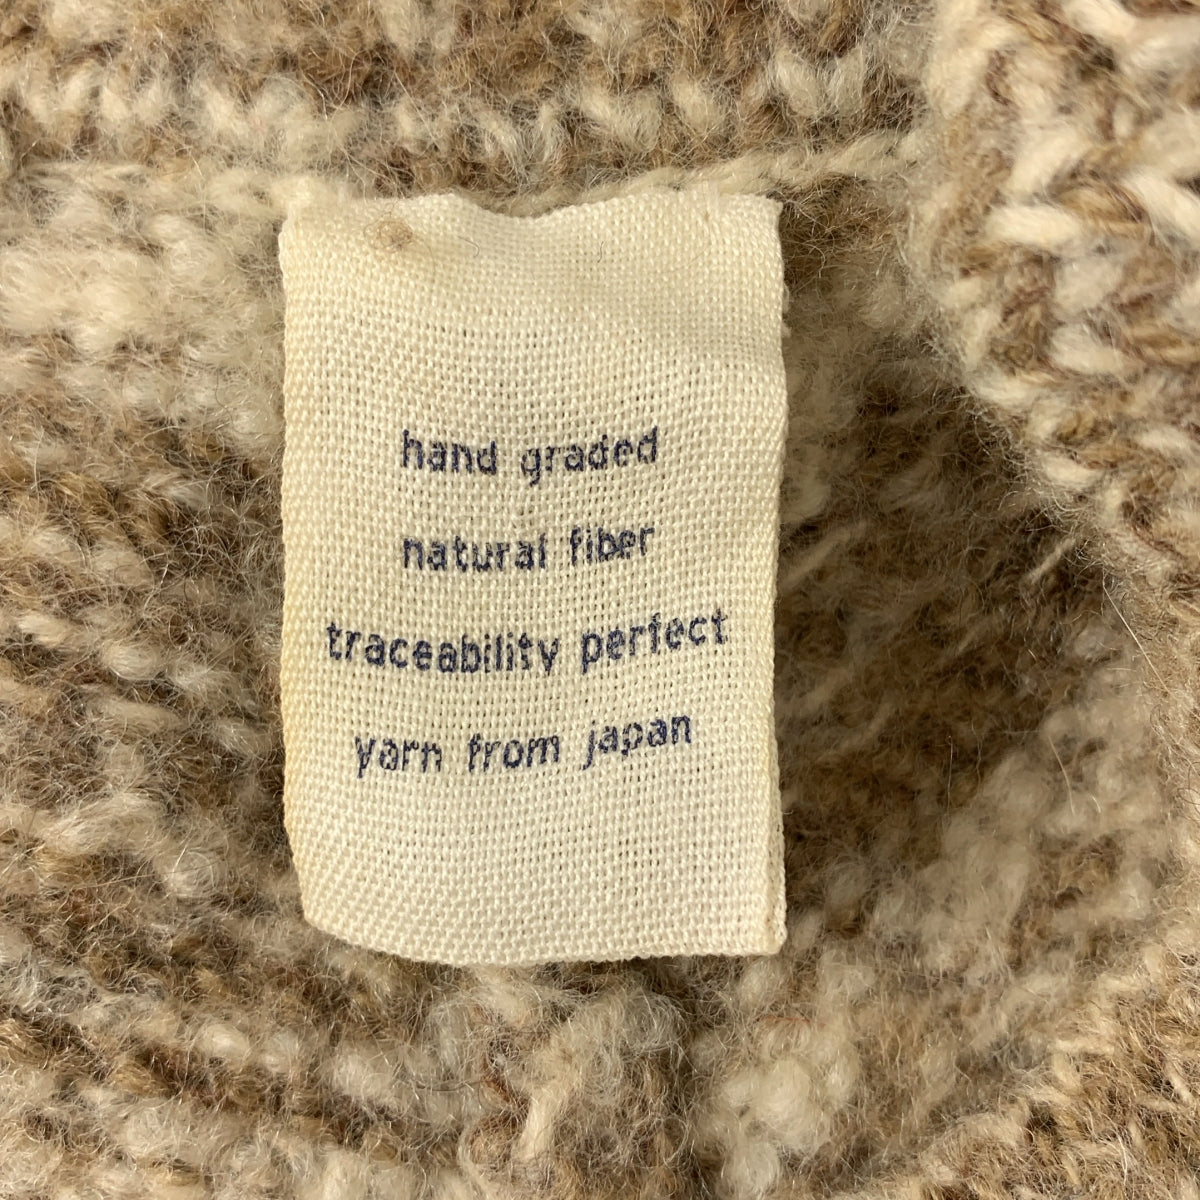 hand graded
natural fiber
traceability perfect
yarn from japan